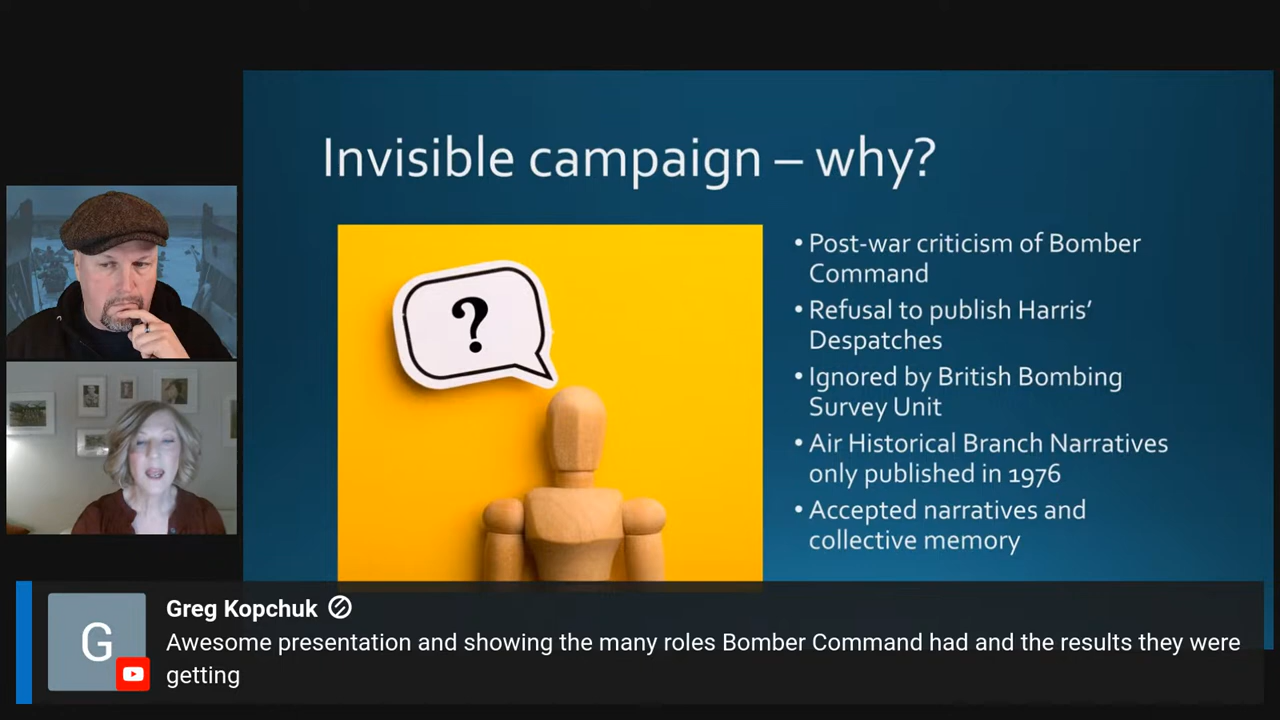 Invisible campaign – why?
?
• Post-war criticism of Bomber
Command
• Refusal to publish Harris’
Despatches
• Ignored by British Bombing
Survey Unit
• Air Historical Branch Narratives
only published in 1976
• Accepted narratives and
collective memory
G
Greg Kopchuk
Awesome presentation and showing the many roles Bomber Command had and the results they were
getting